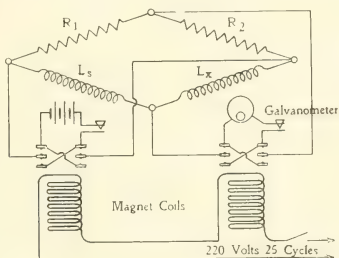 R1 R2
Ls Lx
Galvanometer
Magnet Coils
220 Volts 25 Cycles